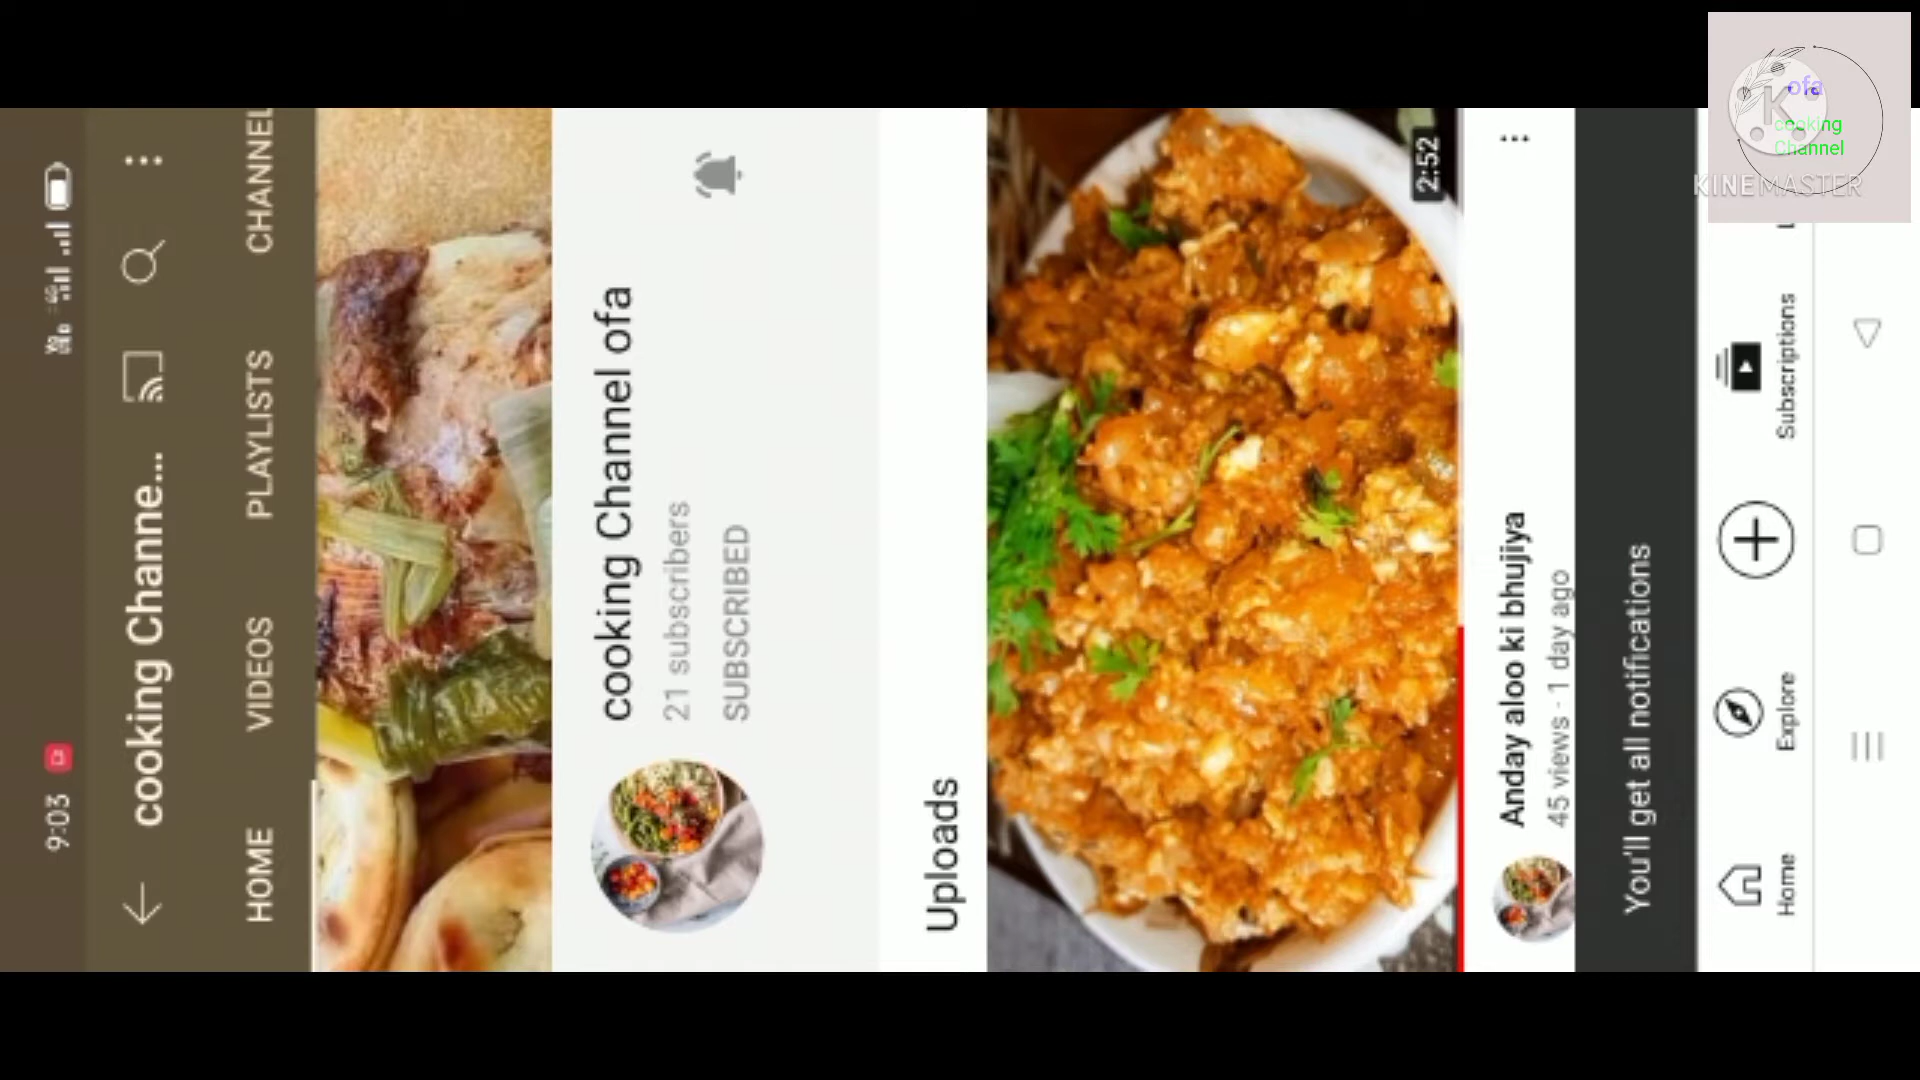 9:03
cooking Channe...
HOME VIDEOS PLAYLISTS CHANNEL
cooking Channel ofa
21 subscribers
SUBSCRIBED
Uploads
2:52
Anday aloo ki bhujiya
45 views · 1 day ago
You'll get all notifications
Home Explore Subscriptions
ofa
cooking
Channel
K
KINEMASTER